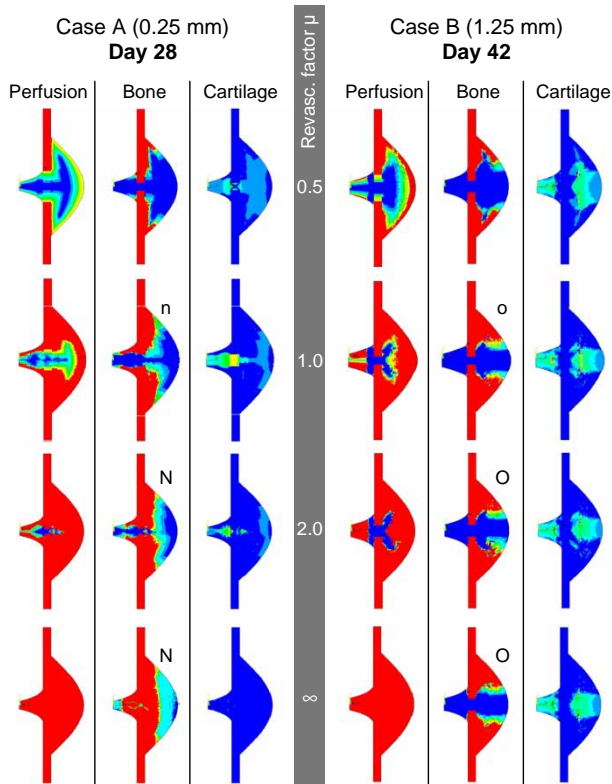 Case A (0.25 mm)
Day 28
Revasc. factor μ
Case B (1.25 mm)
Day 42
Perfusion
Bone
Cartilage
Perfusion
Bone
Cartilage
0.5
n
o
1.0
N
O
2.0
N
O
∞